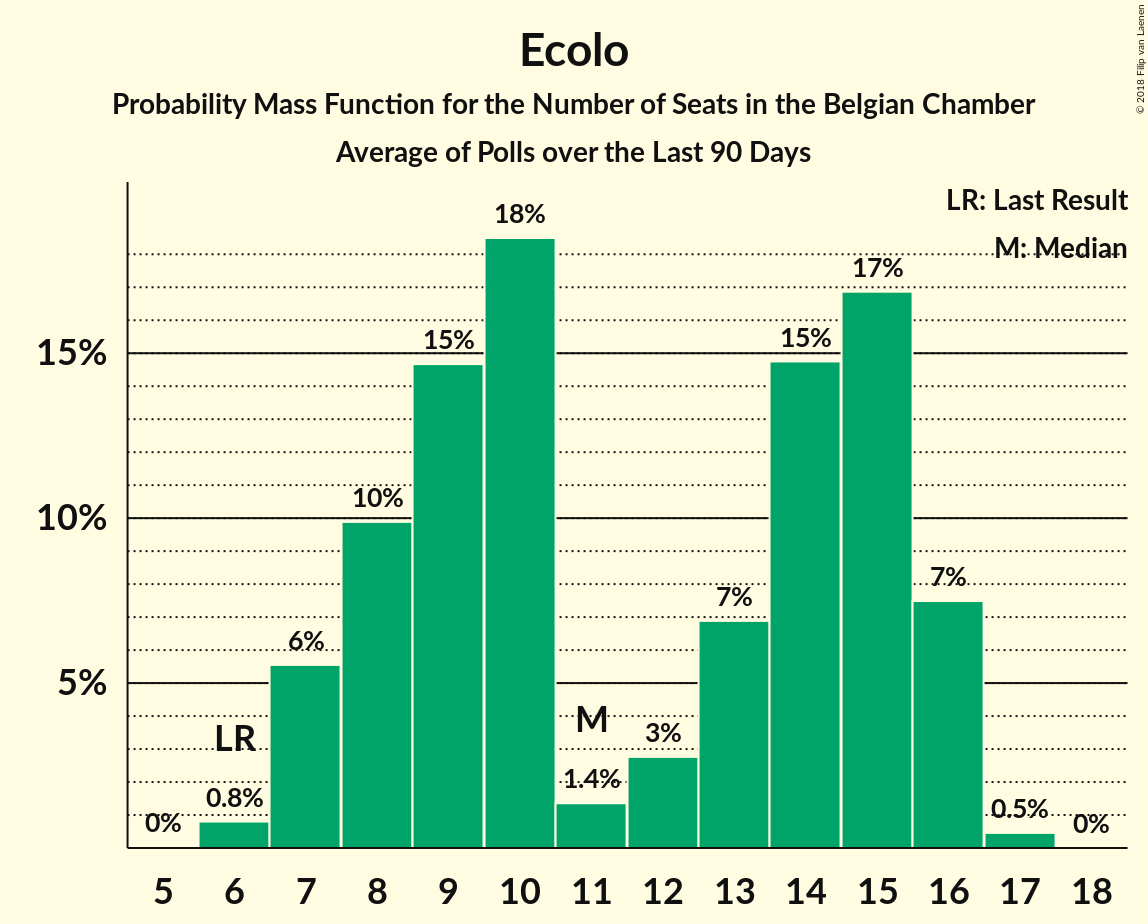 Ecolo
Probability Mass Function for the Number of Seats in the Belgian Chamber
Average of Polls over the Last 90 Days
© 2018 Filip van Laenen
LR: Last Result
M: Median
15%
10%
5%
0%
0.8%
6%
10%
15%
18%
1.4%
3%
7%
15%
17%
7%
0.5%
0%
LR
M
5 6 7 8 9 10 11 12 13 14 15 16 17 18